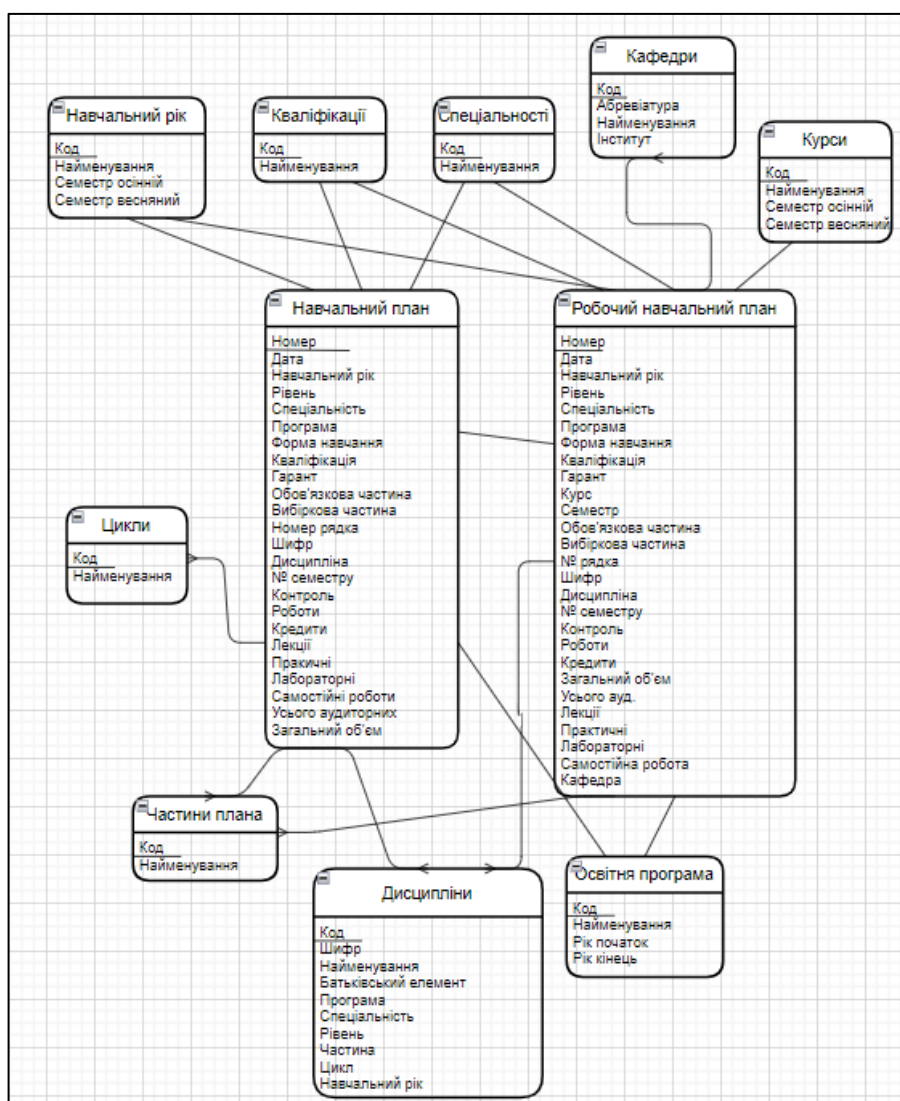 Кафедри
Код
Абревіатура
Найменування
Інститут
Навчальний рік
Код
Найменування
Семестр осінній
Семестр весняний
Кваліфікації
Код
Найменування
Спеціальності
Код
Найменування
Курси
Код
Найменування
Семестр осінній
Семестр весняний
Навчальний план
Номер
Дата
Навчальний рік
Рівень
Спеціальність
Програма
Форма навчання
Кваліфікація
Гарант
Обов'язкова частина
Вибіркова частина
Номер рядка
Шифр
Дисципліна
№ семестру
Контроль
Роботи
Кредити
Лекції
Пракичні
Лабораторні
Самостійні роботи
Усього аудиторних
Загальний об'єм
Робочий навчальний план
Номер
Дата
Навчальний рік
Рівень
Спеціальність
Програма
Форма навчання
Кваліфікація
Гарант
Курс
Семестр
Обов'язкова частина
Вибіркова частина
№ рядка
Шифр
Дисципліна
№ семестру
Контроль
Роботи
Кредити
Загальний об'єм
Усього ауд.
Лекції
Практичні
Лабораторні
Самостійна робота
Кафедра
Цикли
Код
Найменування
Частини плана
Код
Найменування
Дисципліни
Код
Шифр
Найменування
Батьківський елемент
Програма
Спеціальність
Рівень
Частина
Цикл
Навчальний рік
Освітня програма
Код
Найменування
Рік початок
Рік кінець